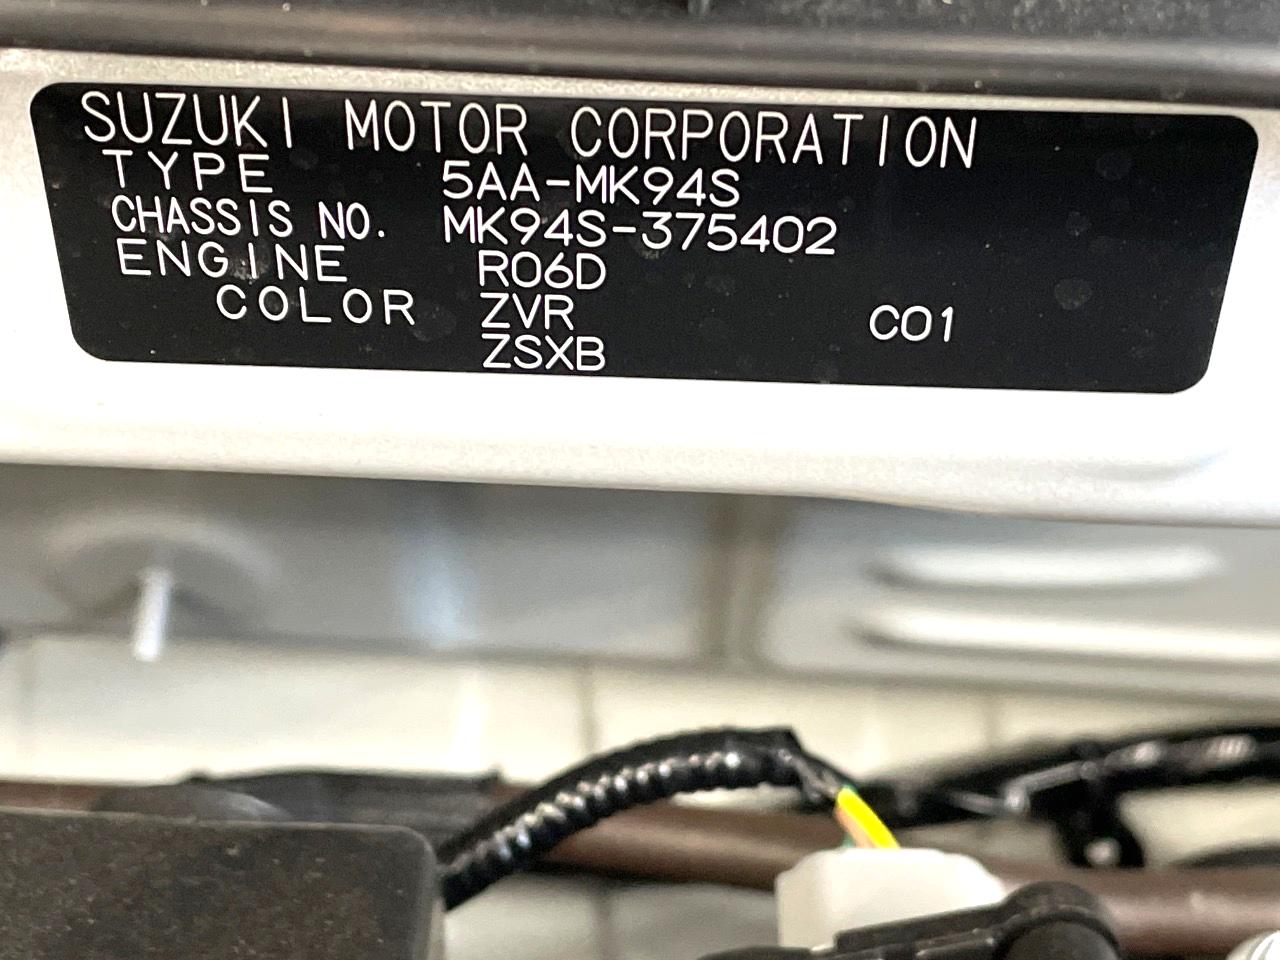 SUZUKI MOTOR CORPORATION
TYPE 5AA-MK94S
CHASSIS NO. MK94S-375402
ENGINE R06D
COLOR ZVR C01
ZSXB